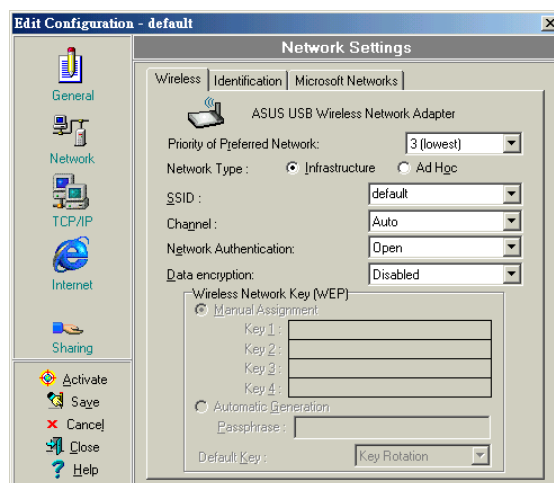 Edit Configuration - default
Network Settings
General
Network
TCP/IP
Internet
Sharing
Activate
Save
Cancel
Close
Help
Wireless Identification Microsoft Networks
ASUS USB Wireless Network Adapter
Priority of Preferred Network: 3 (lowest)
Network Type : Infrastructure Ad Hoc
SSID : default
Channel : Auto
Network Authentication: Open
Data encryption: Disabled
Wireless Network Key (WEP)
Manual Assignment
Key 1 :
Key 2 :
Key 3 :
Key 4 :
Automatic Generation
Passphrase :
Default Key : Key Rotation